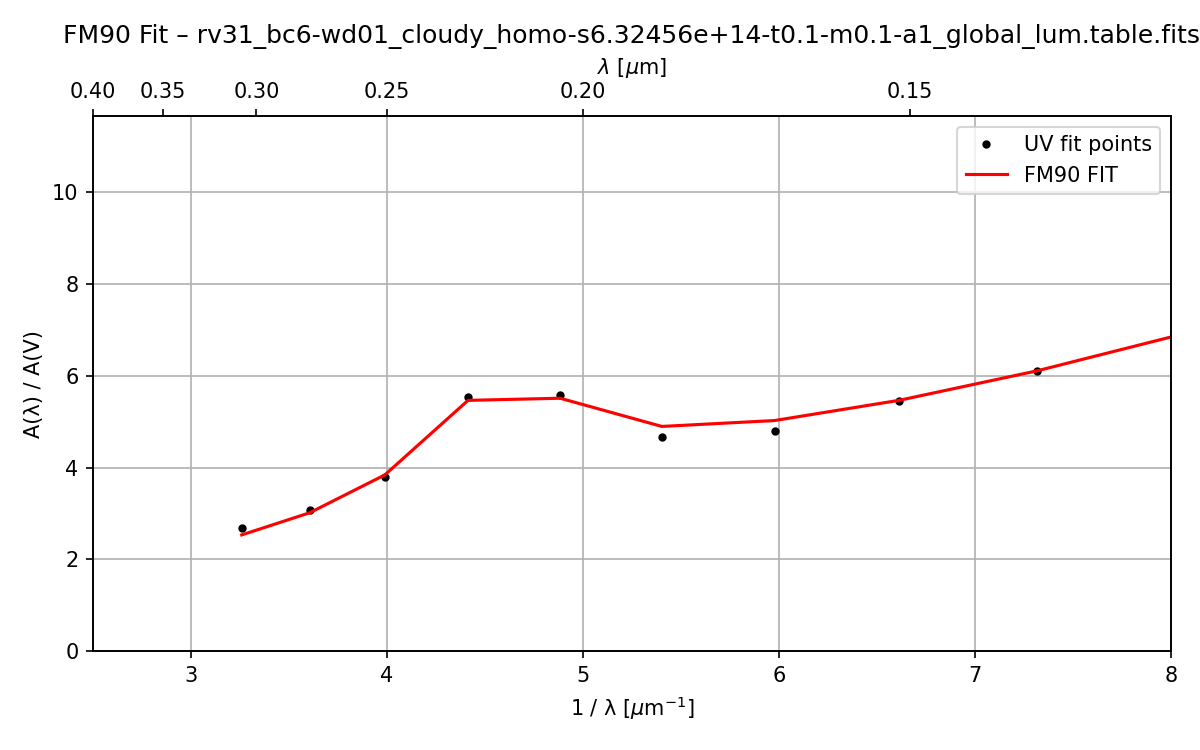 FM90 Fit – rv31_bc6-wd01_cloudy_homo-s6.32456e+14-t0.1-m0.1-a1_global_lum.table.fits
λ [μm]
0.40 0.35 0.30 0.25 0.20 0.15
UV fit points
FM90 FIT
10
8
6
4
2
0
A(λ) / A(V)
3 4 5 6 7 8
1 / λ [μm⁻¹]